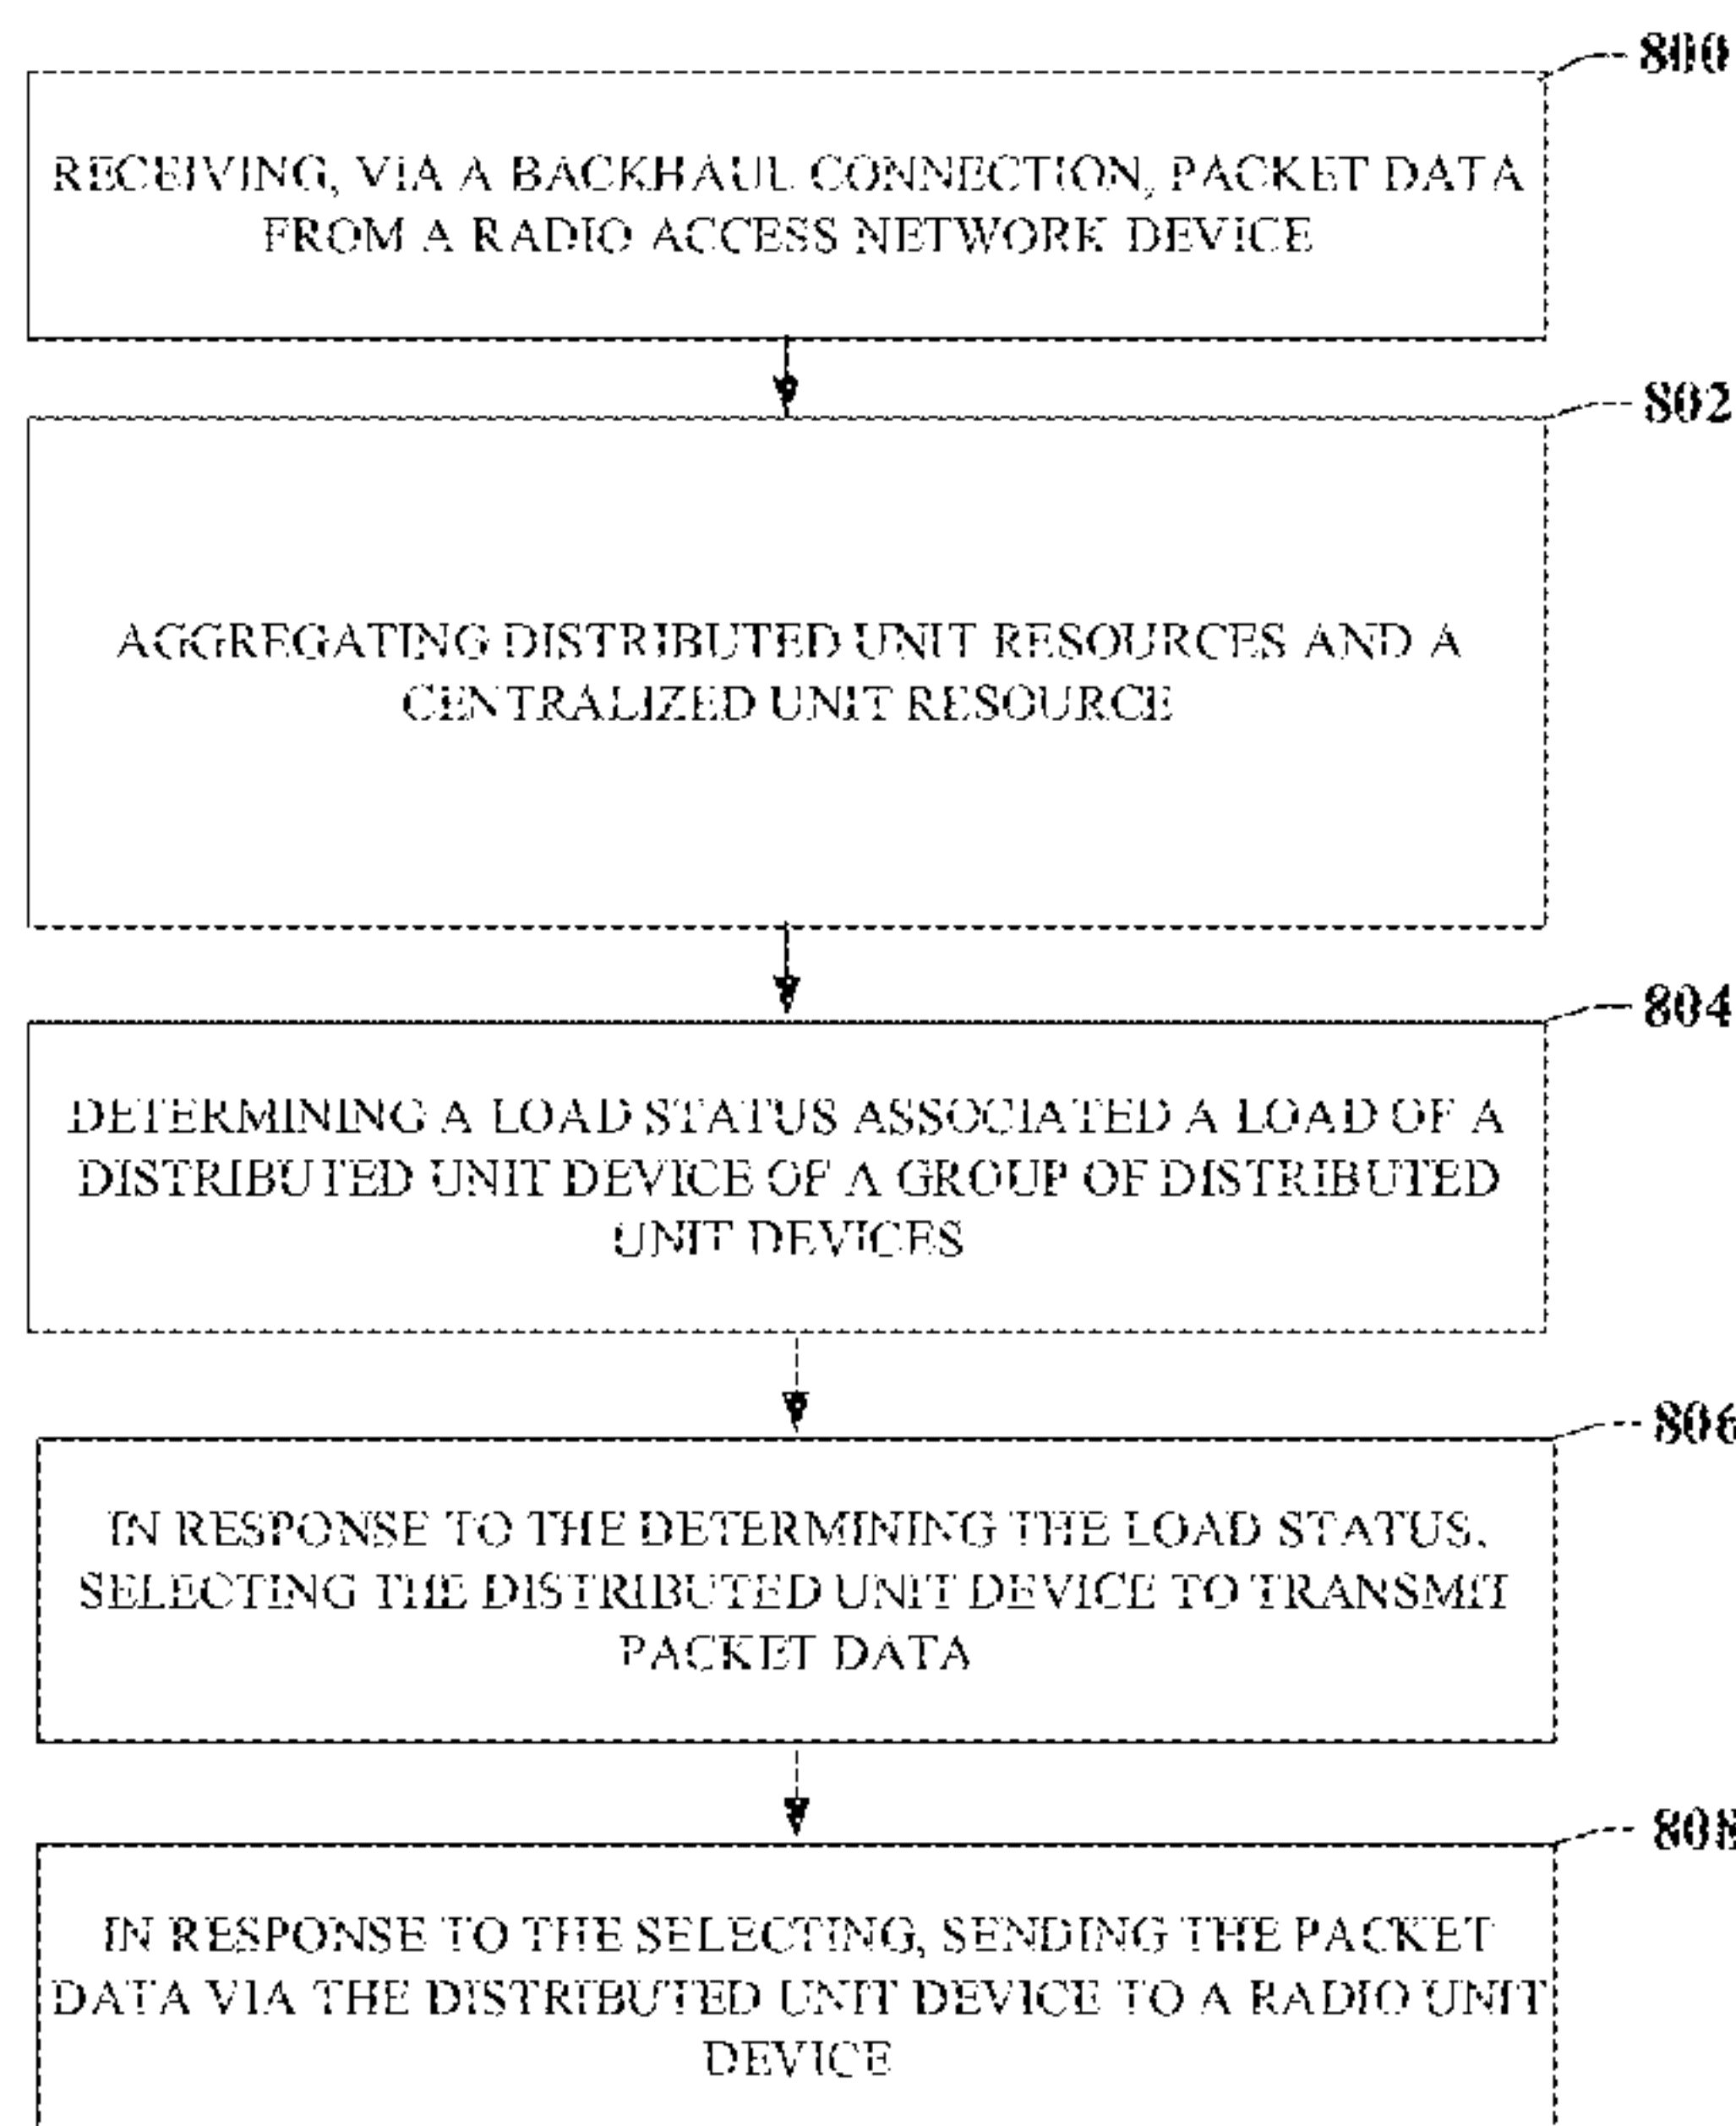 800
RECEIVING, VIA A BACKHAUL CONNECTION, PACKET DATA
FROM A RADIO ACCESS NETWORK DEVICE
802
AGGREGATING DISTRIBUTED UNIT RESOURCES AND A
CENTRALIZED UNIT RESOURCE
804
DETERMINING A LOAD STATUS ASSOCIATED A LOAD OF A
DISTRIBUTED UNIT DEVICE OF A GROUP OF DISTRIBUTED
UNIT DEVICES
806
IN RESPONSE TO THE DETERMINING THE LOAD STATUS,
SELECTING THE DISTRIBUTED UNIT DEVICE TO TRANSMIT
PACKET DATA
808
IN RESPONSE TO THE SELECTING, SENDING THE PACKET
DATA VIA THE DISTRIBUTED UNIT DEVICE TO A RADIO UNIT
DEVICE